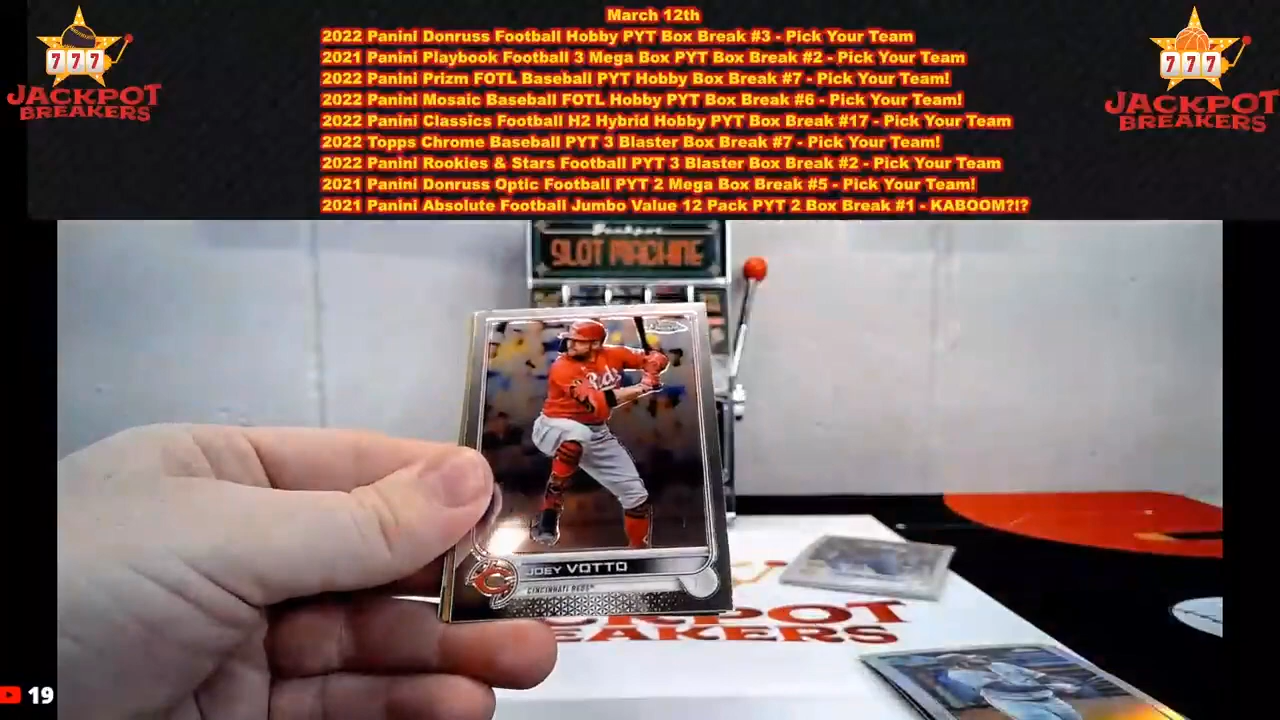 March 12th
2022 Panini Donruss Football Hobby PYT Box Break #3 - Pick Your Team
2021 Panini Playbook Football 3 Mega Box PYT Box Break #2 - Pick Your Team
2022 Panini Prizm FOTL Baseball PYT Hobby Box Break #7 - Pick Your Team!
2022 Panini Mosaic Baseball FOTL Hobby PYT Box Break #6 - Pick Your Team!
2022 Panini Classics Football H2 Hybrid Hobby PYT Box Break #17 - Pick Your Team
2022 Topps Chrome Baseball PYT 3 Blaster Box Break #7 - Pick Your Team!
2022 Panini Rookies & Stars Football PYT 3 Blaster Box Break #2 - Pick Your Team
2021 Panini Donruss Optic Football PYT 2 Mega Box Break #5 - Pick Your Team!
2021 Panini Absolute Football Jumbo Value 12 Pack PYT 2 Box Break #1 - KABOOM?!?
777
JACKPOT
BREAKERS
777
JACKPOT
BREAKERS
Jackpot
SLOT MACHINE
Reds
JOEY VOTTO
CINCINNATI REDS
POT
EAKERS
19